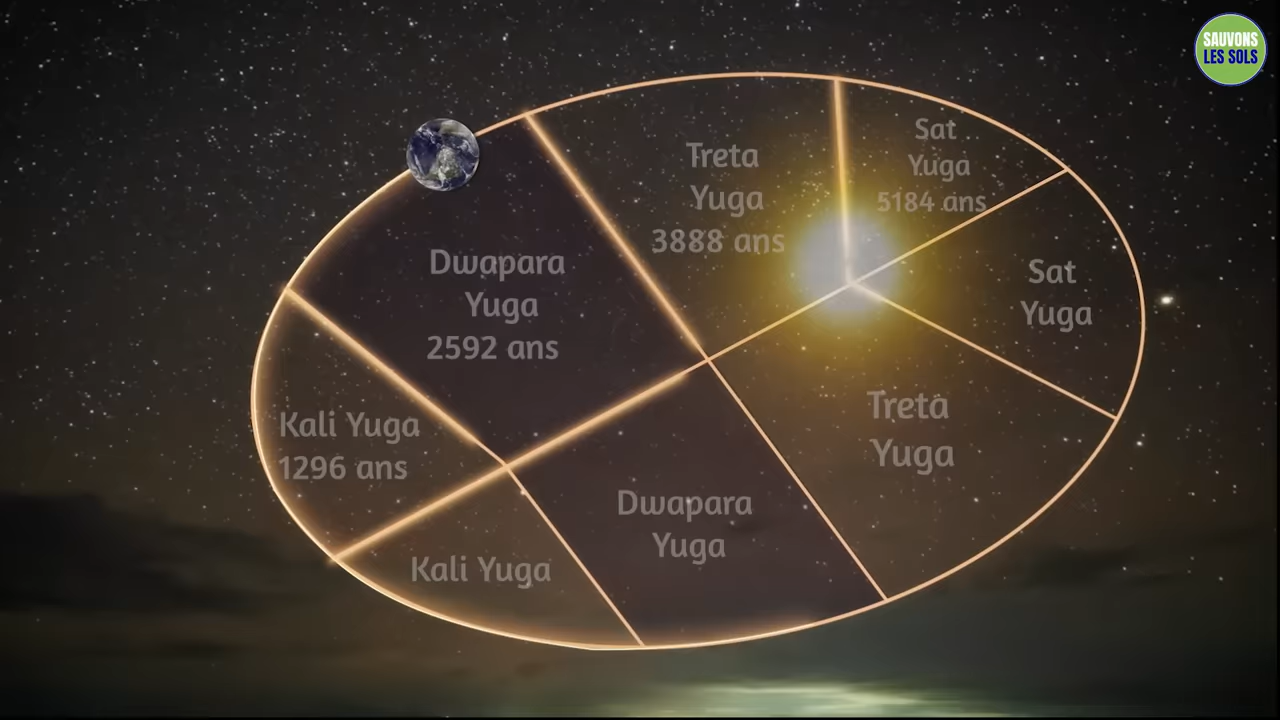 SAUVONS
LES SOLS
Sat
Yuga
5184 ans
Treta
Yuga
3888 ans
Dwapara
Yuga
2592 ans
Sat
Yuga
Treta
Yuga
Kali Yuga
1296 ans
Dwapara
Yuga
Kali Yuga